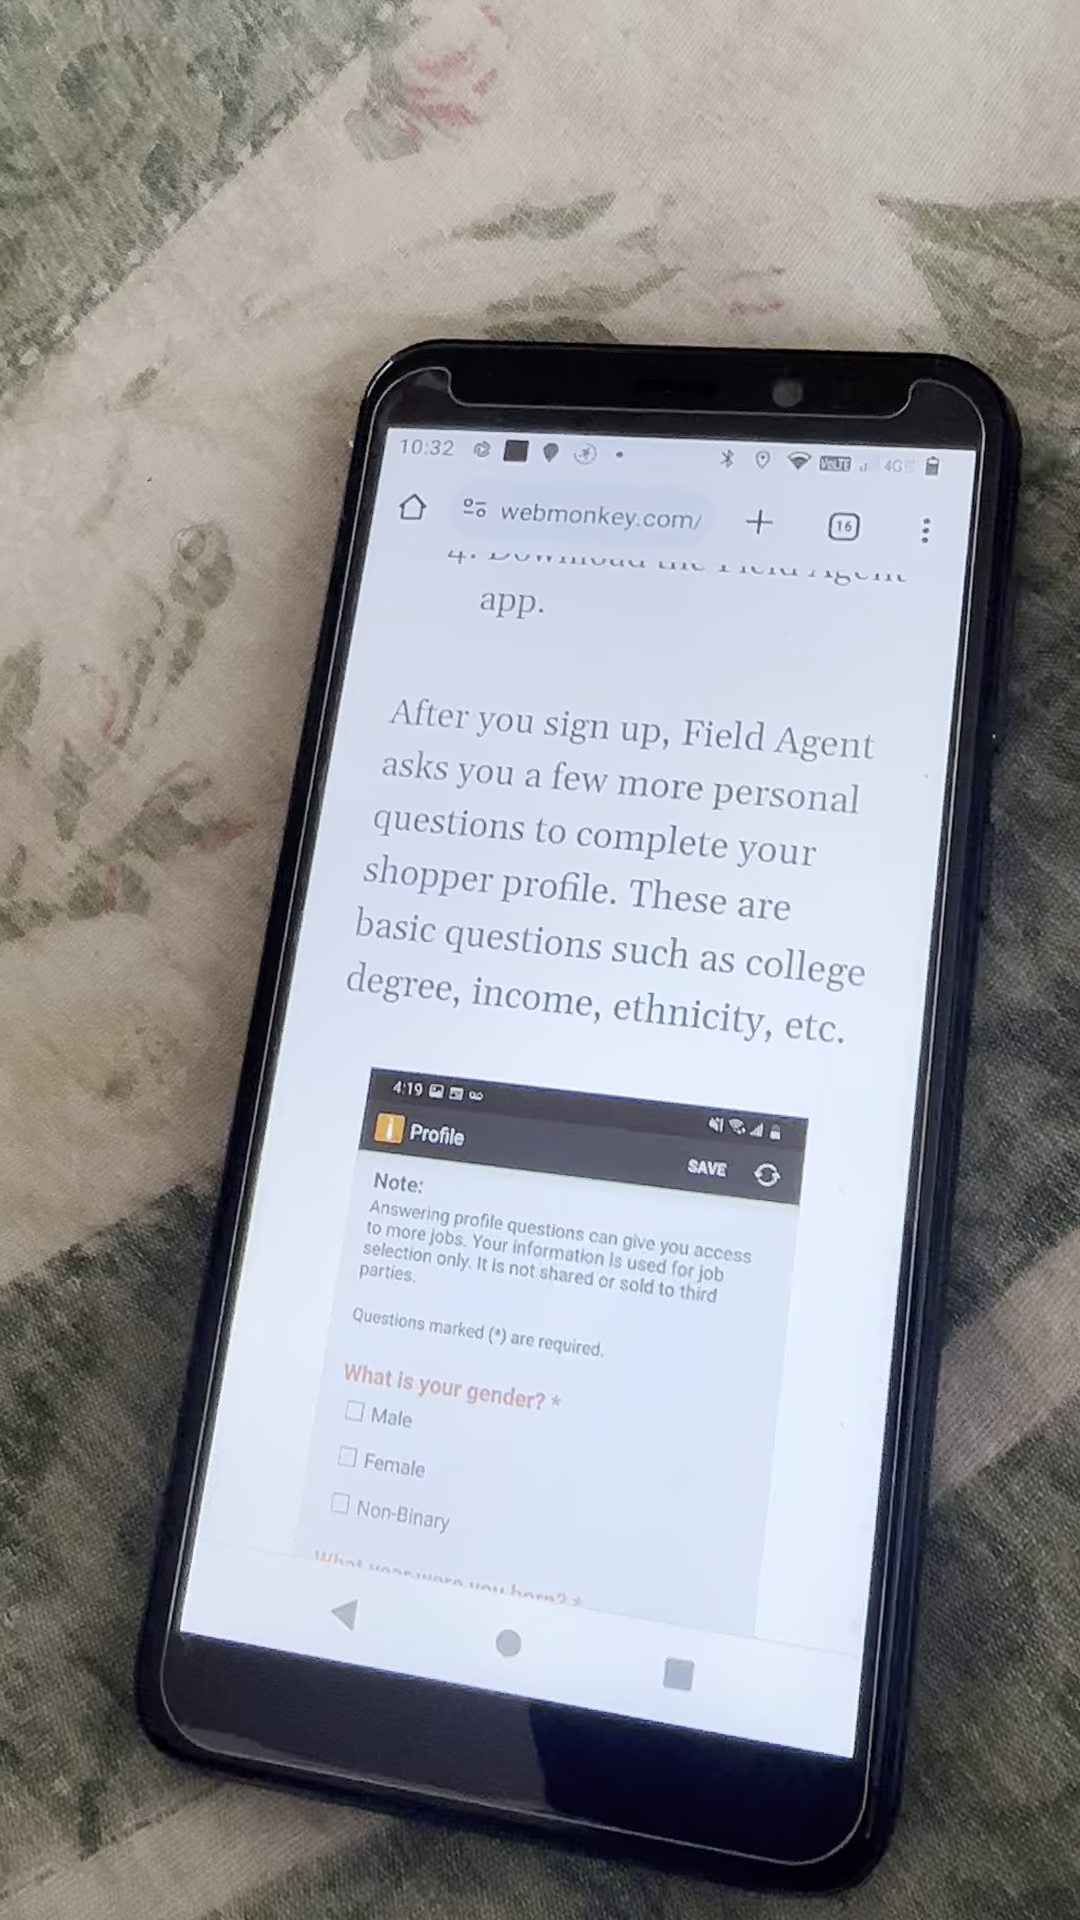 10:32
VoLTE 4G
webmonkey.com/
16
4. Download the Field Agent
app.
After you sign up, Field Agent
asks you a few more personal
questions to complete your
shopper profile. These are
basic questions such as college
degree, income, ethnicity, etc.
4:19
Profile
SAVE
Note:
Answering profile questions can give you access
to more jobs. Your information is used for job
selection only. It is not shared or sold to third
parties.
Questions marked (*) are required.
What is your gender? *
Male
Female
Non-Binary
What year were you born? *